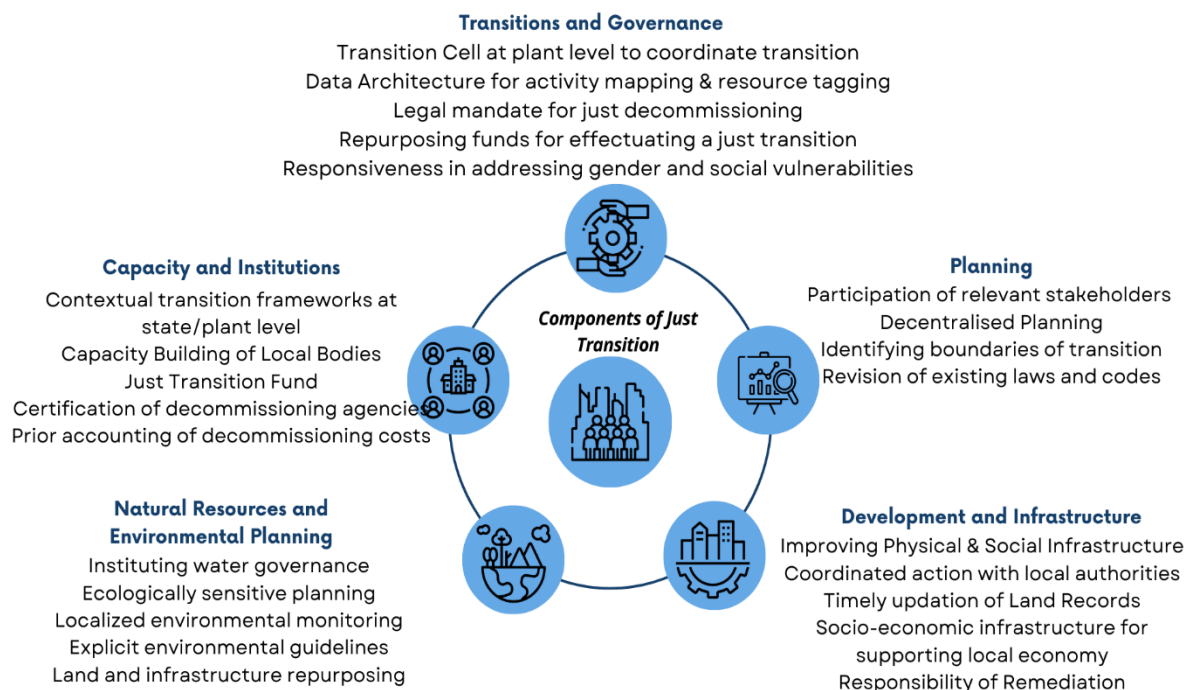 Transitions and Governance
Transition Cell at plant level to coordinate transition
Data Architecture for activity mapping & resource tagging
Legal mandate for just decommissioning
Repurposing funds for effectuating a just transition
Responsiveness in addressing gender and social vulnerabilities
Capacity and Institutions
Contextual transition frameworks at
state/plant level
Capacity Building of Local Bodies
Just Transition Fund
Certification of decommissioning agencies
Prior accounting of decommissioning costs
Components of Just
Transition
Planning
Participation of relevant stakeholders
Decentralised Planning
Identifying boundaries of transition
Revision of existing laws and codes
Natural Resources and
Environmental Planning
Instituting water governance
Ecologically sensitive planning
Localized environmental monitoring
Explicit environmental guidelines
Land and infrastructure repurposing
Development and Infrastructure
Improving Physical & Social Infrastructure
Coordinated action with local authorities
Timely updation of Land Records
Socio-economic infrastructure for
supporting local economy
Responsibility of Remediation